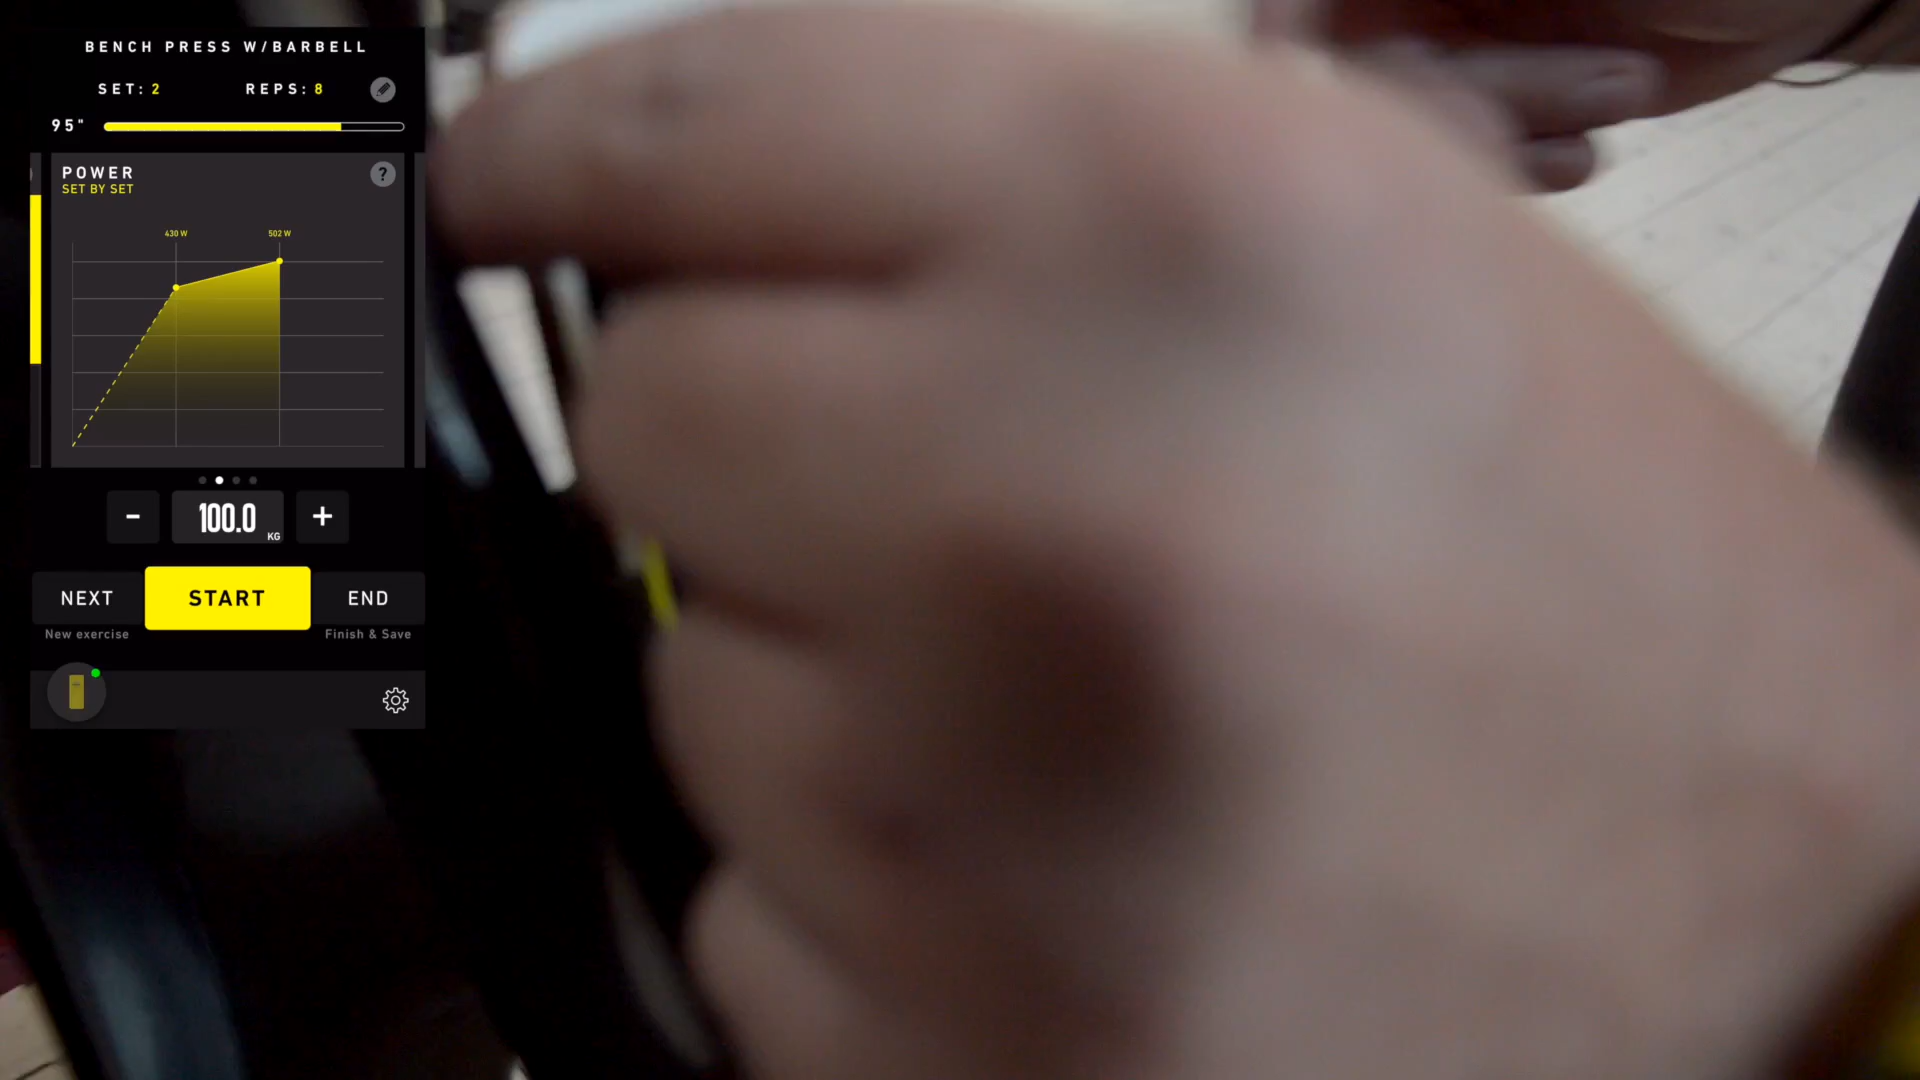 BENCH PRESS W/BARBELL
SET: 2 REPS: 8
95"
POWER ?
SET BY SET
430 W 502 W
- 100.0 KG +
NEXT START END
New exercise Finish & Save